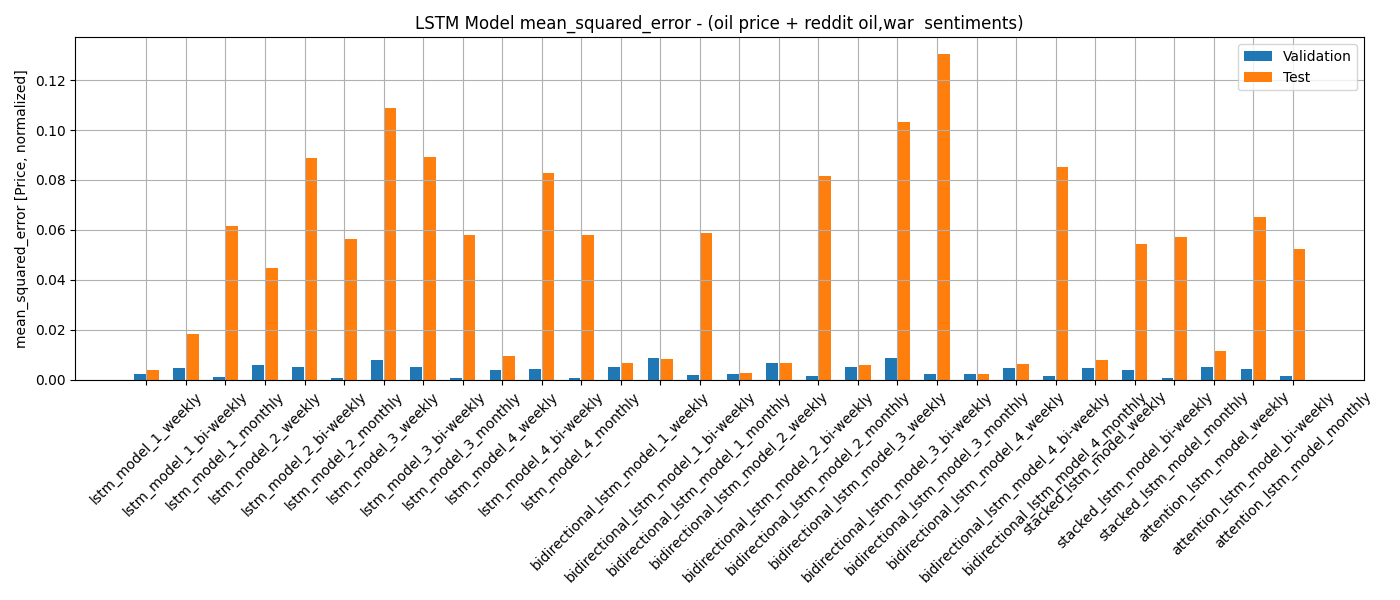 LSTM Model mean_squared_error - (oil price + reddit oil,war  sentiments)
mean_squared_error [Price, normalized]
0.12
0.10
0.08
0.06
0.04
0.02
0.00
Validation
Test
lstm_model_1_weekly
lstm_model_1_bi-weekly
lstm_model_1_monthly
lstm_model_2_weekly
lstm_model_2_bi-weekly
lstm_model_2_monthly
lstm_model_3_weekly
lstm_model_3_bi-weekly
lstm_model_3_monthly
lstm_model_4_weekly
lstm_model_4_bi-weekly
lstm_model_4_monthly
bidirectional_lstm_model_1_weekly
bidirectional_lstm_model_1_bi-weekly
bidirectional_lstm_model_1_monthly
bidirectional_lstm_model_2_weekly
bidirectional_lstm_model_2_bi-weekly
bidirectional_lstm_model_2_monthly
bidirectional_lstm_model_3_weekly
bidirectional_lstm_model_3_bi-weekly
bidirectional_lstm_model_3_monthly
bidirectional_lstm_model_4_weekly
bidirectional_lstm_model_4_bi-weekly
bidirectional_lstm_model_4_monthly
stacked_lstm_model_weekly
stacked_lstm_model_bi-weekly
stacked_lstm_model_monthly
attention_lstm_model_weekly
attention_lstm_model_bi-weekly
attention_lstm_model_monthly